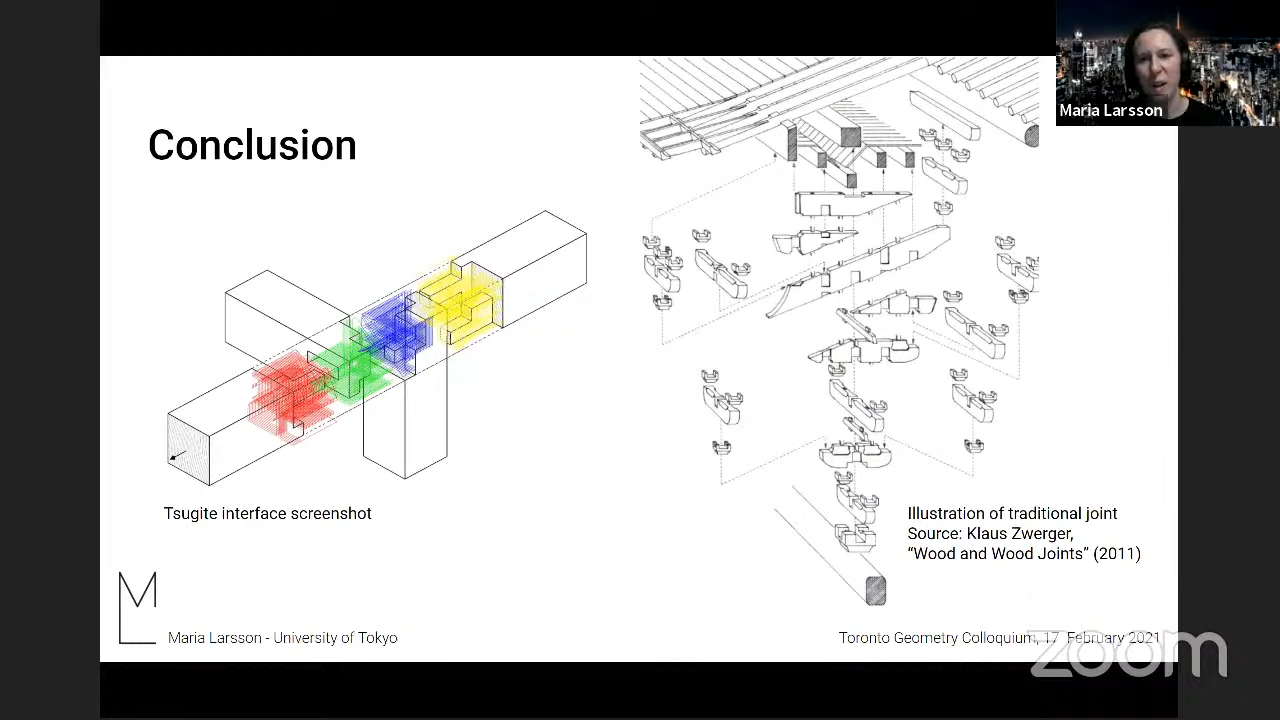 Maria Larsson
Conclusion
Tsugite interface screenshot
Illustration of traditional joint
Source: Klaus Zwerger,
“Wood and Wood Joints” (2011)
ML
Maria Larsson - University of Tokyo
Toronto Geometry Colloquium, 17 February 2021
zoom